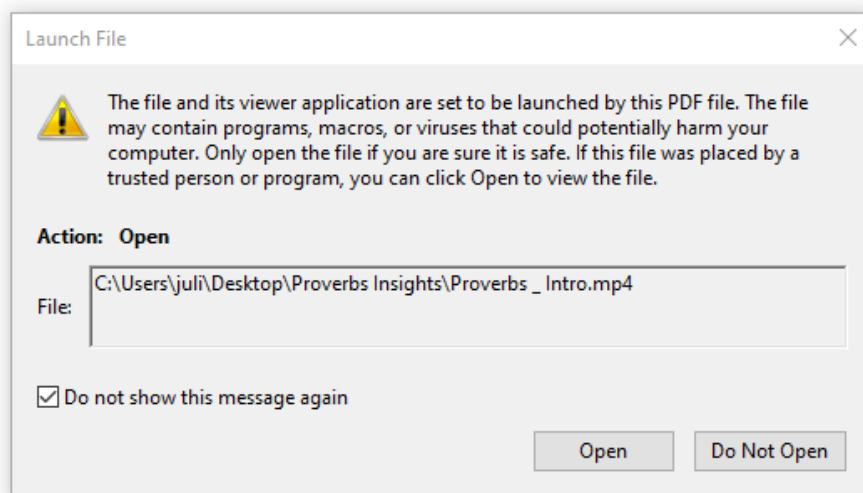 Launch File
The file and its viewer application are set to be launched by this PDF file. The file
may contain programs, macros, or viruses that could potentially harm your
computer. Only open the file if you are sure it is safe. If this file was placed by a
trusted person or program, you can click Open to view the file.
Action: Open
File: C:\Users\juli\Desktop\Proverbs Insights\Proverbs _ Intro.mp4
Do not show this message again
Open Do Not Open